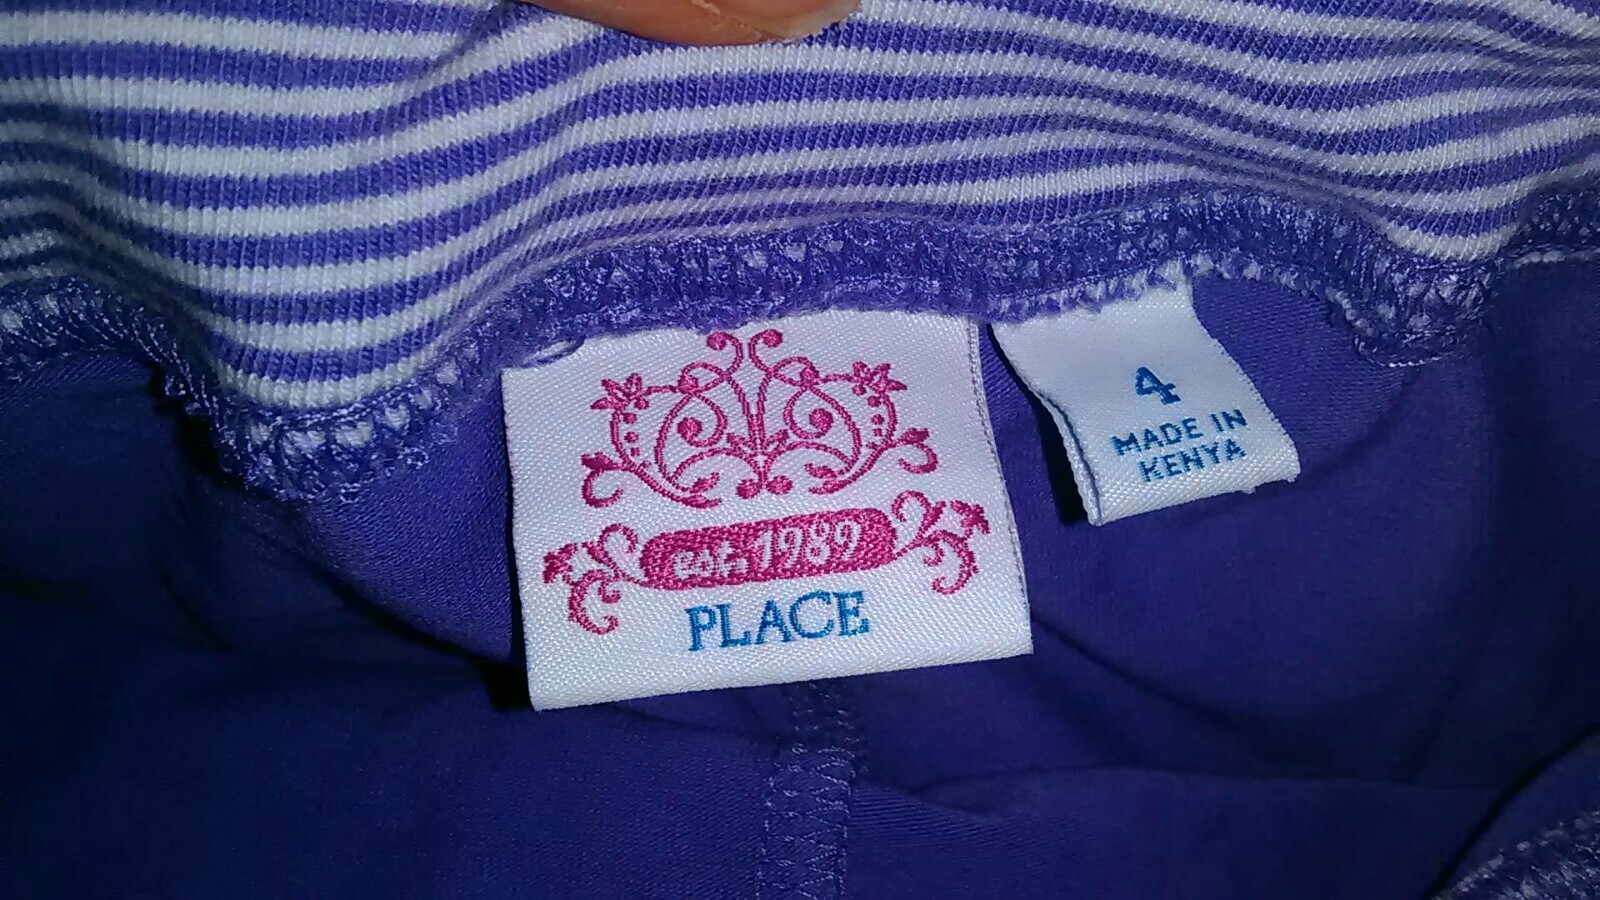 est. 1989
PLACE
4
MADE IN
KENYA